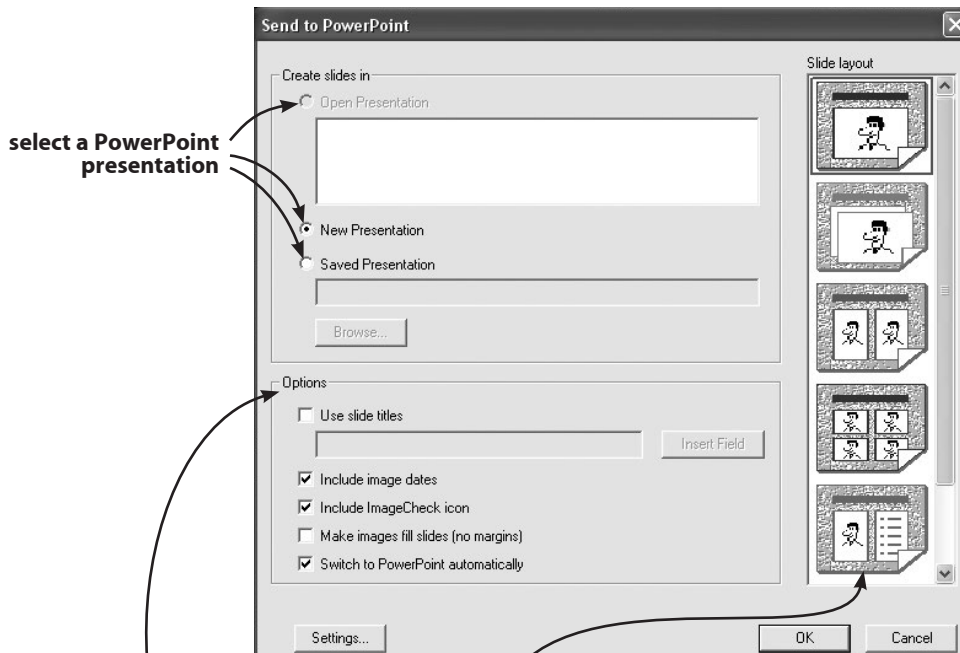 Send to PowerPoint
Slide layout
Create slides in
Open Presentation
select a PowerPoint
presentation
New Presentation
Saved Presentation
Browse...
Options
Use slide titles
Insert Field
Include image dates
Include ImageCheck icon
Make images fill slides (no margins)
Switch to PowerPoint automatically
Settings...
OK
Cancel